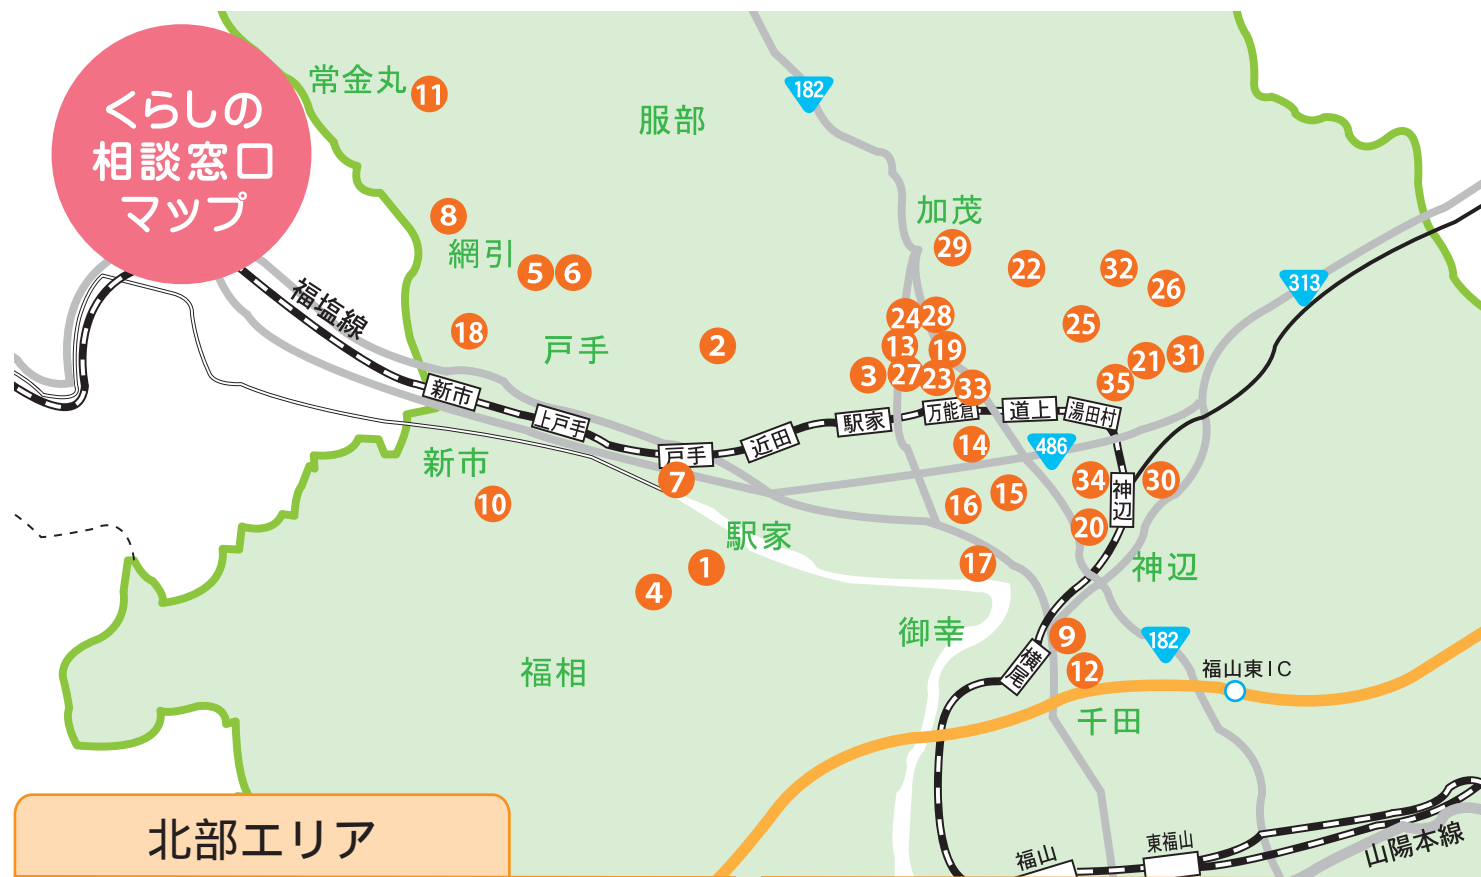 くらしの
相談窓口
マップ
常金丸
11
服部
182
8
網引
5
6
加茂
29
22
32
26
313
福塩線
18
戸手
2
24
28
25
13
19
3
27
23
33
21
31
35
新市
上戸手
戸手
近田
駅家
万能倉
道上
湯田村
新市
7
14
486
10
16
15
34
神辺
30
20
駅家
1
4
17
神辺
御幸
9
182
福相
横尾
12
福山東IC
千田
北部エリア
福山
東福山
山陽本線